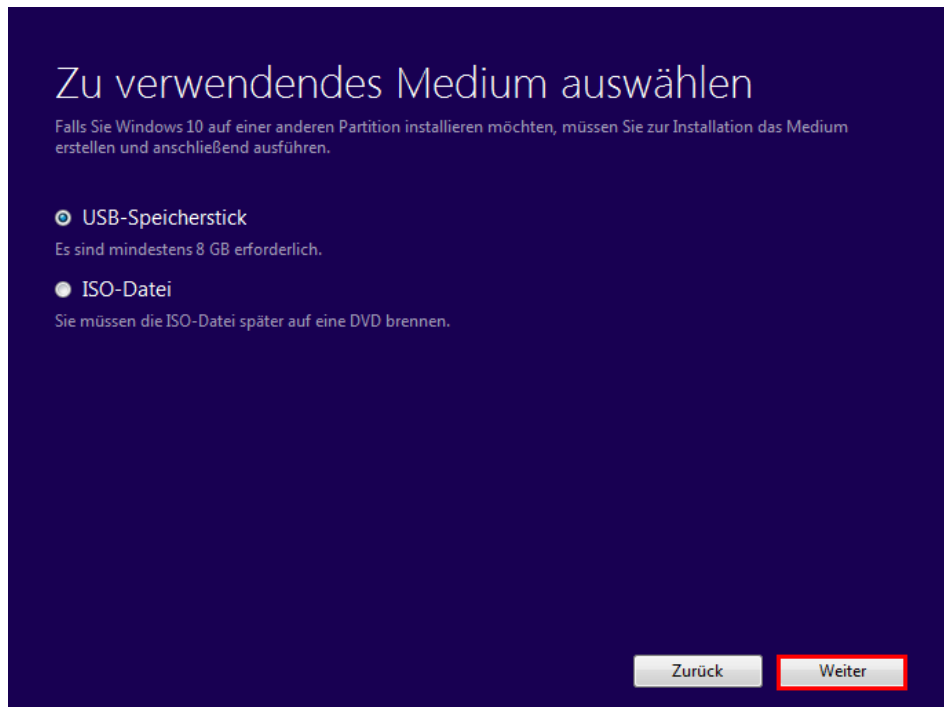 Zu verwendendes Medium auswählen
Falls Sie Windows 10 auf einer anderen Partition installieren möchten, müssen Sie zur Installation das Medium
erstellen und anschließend ausführen.
USB-Speicherstick
Es sind mindestens 8 GB erforderlich.
ISO-Datei
Sie müssen die ISO-Datei später auf eine DVD brennen.
Zurück Weiter